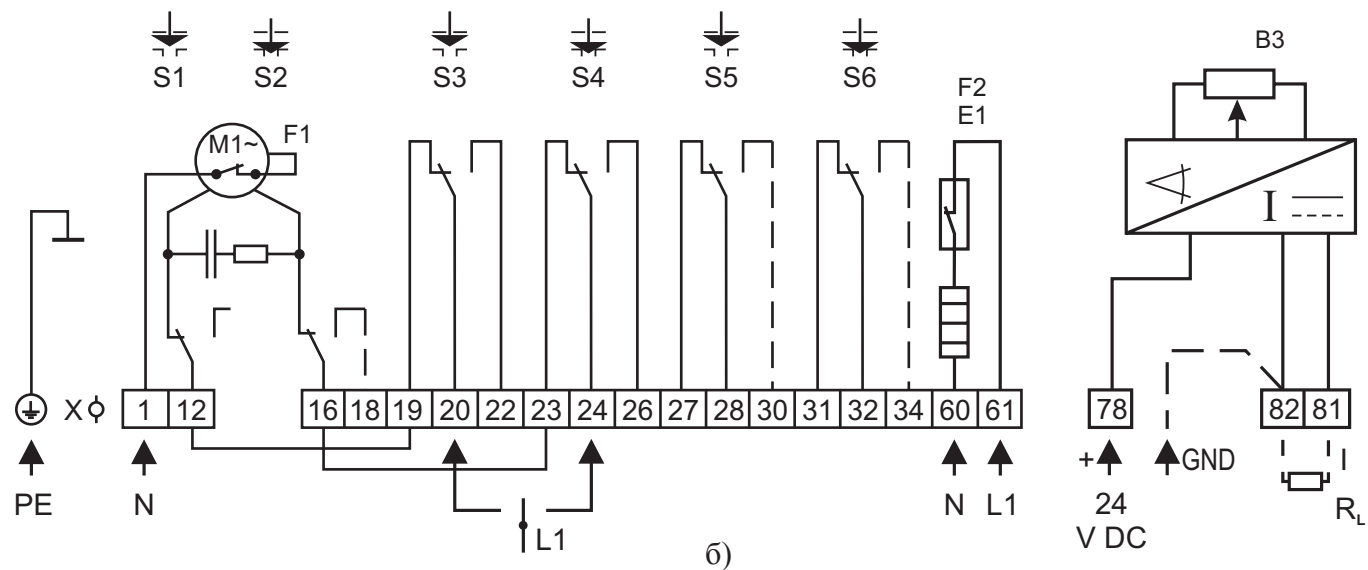 S1 S2 S3 S4 S5 S6
B3
F2
E1
M1~ F1
I
X 1 12 16 18 19 20 22 23 24 26 27 28 30 31 32 34 60 61 78 82 81
PE N L1 N L1 + 24 V DC GND I R_L
б)